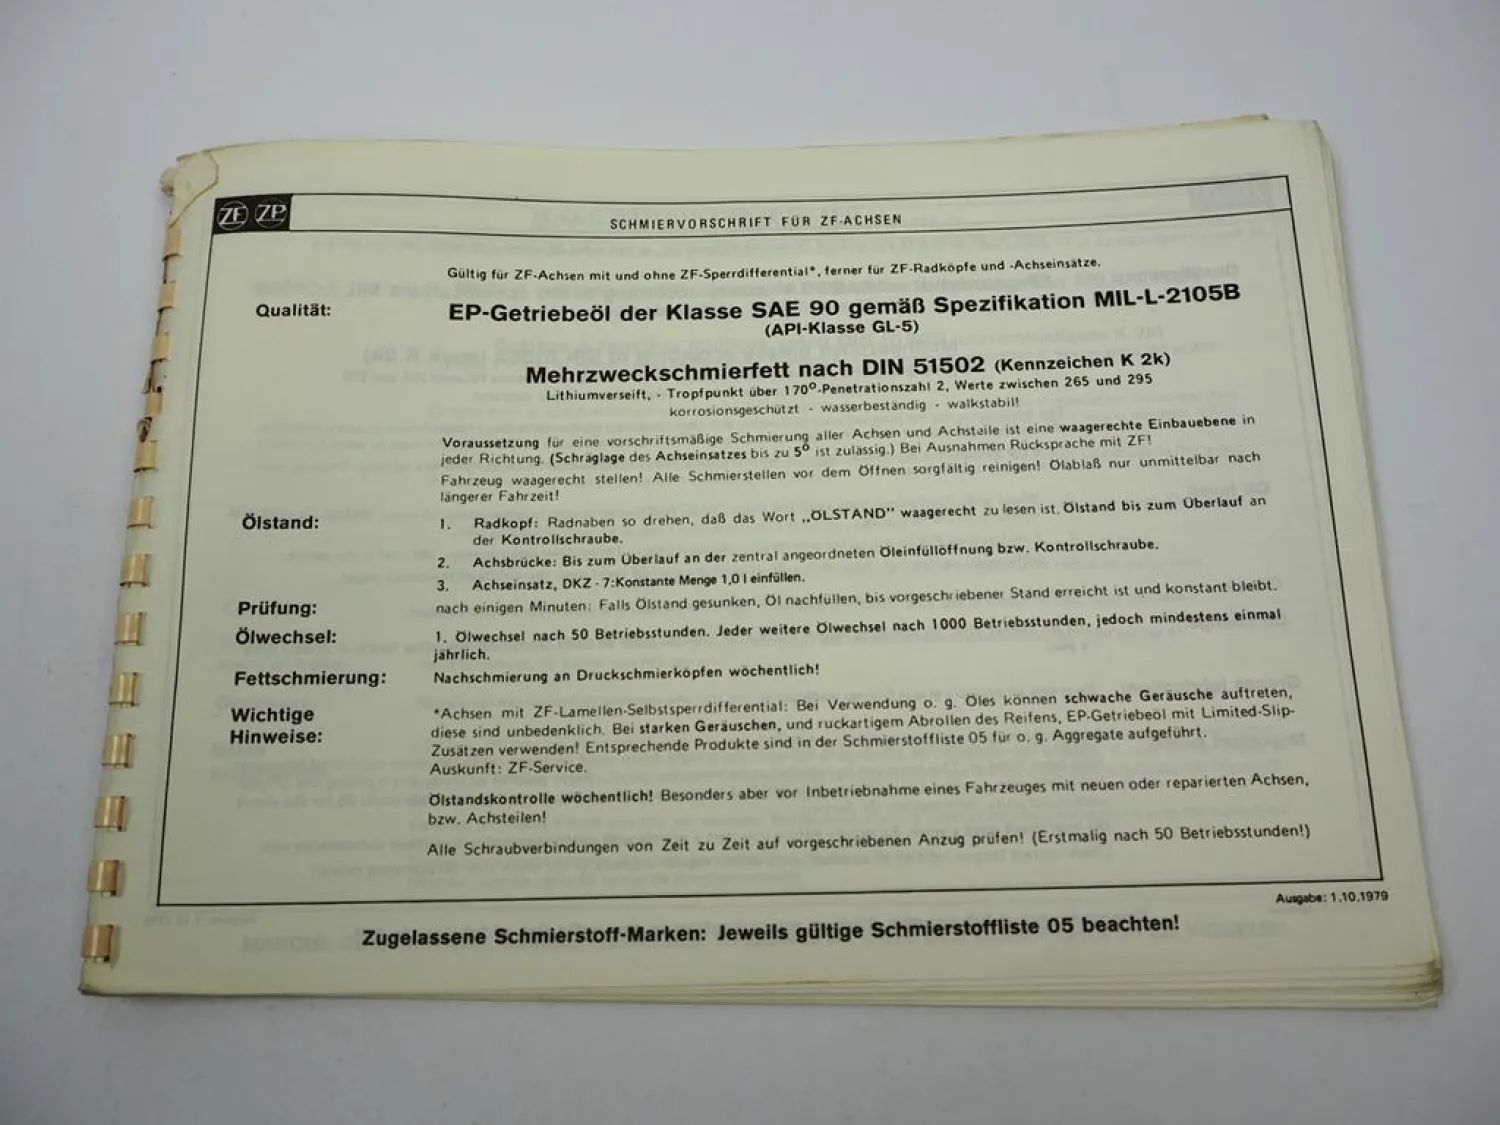 ZF ZP
SCHMIERVORSCHRIFT FÜR ZF-ACHSEN
Gültig für ZF-Achsen mit und ohne ZF-Sperrdifferential*, ferner für ZF-Radköpfe und -Achseinsätze.
Qualität:
EP-Getriebeöl der Klasse SAE 90 gemäß Spezifikation MIL-L-2105B
(API-Klasse GL-5)
Mehrzweckschmierfett nach DIN 51502 (Kennzeichen K 2k)
Lithiumverseift, - Tropfpunkt über 170°-Penetrationszahl 2, Werte zwischen 265 und 295
korrosionsgeschützt - wasserbeständig - walkstabil!
Voraussetzung für eine vorschriftsmäßige Schmierung aller Achsen und Achsteile ist eine waagerechte Einbauebene in
jeder Richtung. (Schräglage des Achseinsatzes bis zu 5° ist zulässig.) Bei Ausnahmen Rücksprache mit ZF!
Fahrzeug waagerecht stellen! Alle Schmierstellen vor dem Öffnen sorgfältig reinigen! Ölablaß nur unmittelbar nach
längerer Fahrzeit!
Ölstand:
1. Radkopf: Radnaben so drehen, daß das Wort „ÖLSTAND" waagerecht zu lesen ist. Ölstand bis zum Überlauf an
der Kontrollschraube.
2. Achsbrücke: Bis zum Überlauf an der zentral angeordneten Öleinfüllöffnung bzw. Kontrollschraube.
3. Achseinsatz, DKZ - 7:Konstante Menge 1,0 l einfüllen.
Prüfung:
nach einigen Minuten: Falls Ölstand gesunken, Öl nachfüllen, bis vorgeschriebener Stand erreicht ist und konstant bleibt.
Ölwechsel:
1. Ölwechsel nach 50 Betriebsstunden. Jeder weitere Ölwechsel nach 1000 Betriebsstunden, jedoch mindestens einmal
jährlich.
Fettschmierung:
Nachschmierung an Druckschmierköpfen wöchentlich!
Wichtige
Hinweise:
*Achsen mit ZF-Lamellen-Selbstsperrdifferential: Bei Verwendung o. g. Öles können schwache Geräusche auftreten,
diese sind unbedenklich. Bei starken Geräuschen, und ruckartigem Abrollen des Reifens, EP-Getriebeöl mit Limited-Slip-
Zusätzen verwenden! Entsprechende Produkte sind in der Schmierstoffliste 05 für o. g. Aggregate aufgeführt.
Auskunft: ZF-Service.
Ölstandskontrolle wöchentlich! Besonders aber vor Inbetriebnahme eines Fahrzeuges mit neuen oder reparierten Achsen,
bzw. Achsteilen!
Alle Schraubverbindungen von Zeit zu Zeit auf vorgeschriebenen Anzug prüfen! (Erstmalig nach 50 Betriebsstunden!)
Ausgabe: 1.10.1979
Zugelassene Schmierstoff-Marken: Jeweils gültige Schmierstoffliste 05 beachten!